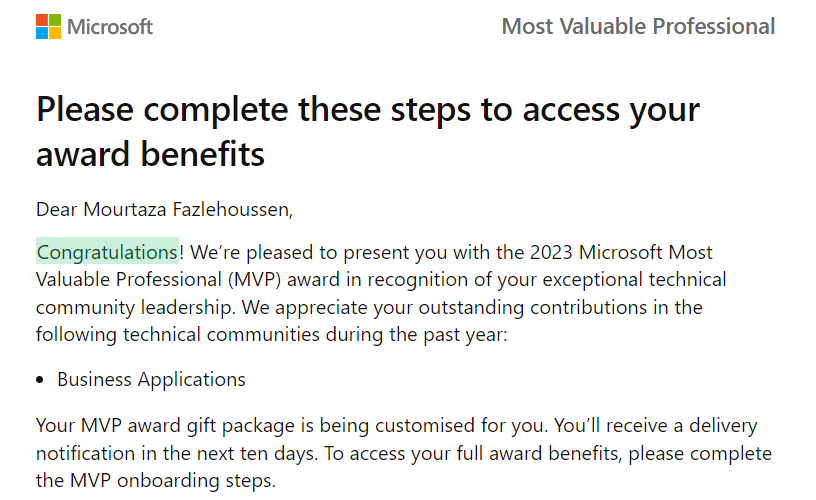 Microsoft
Most Valuable Professional
Please complete these steps to access your
award benefits
Dear Mourtaza Fazlehoussen,
Congratulations! We’re pleased to present you with the 2023 Microsoft Most
Valuable Professional (MVP) award in recognition of your exceptional technical
community leadership. We appreciate your outstanding contributions in the
following technical communities during the past year:
• Business Applications
Your MVP award gift package is being customised for you. You’ll receive a delivery
notification in the next ten days. To access your full award benefits, please complete
the MVP onboarding steps.